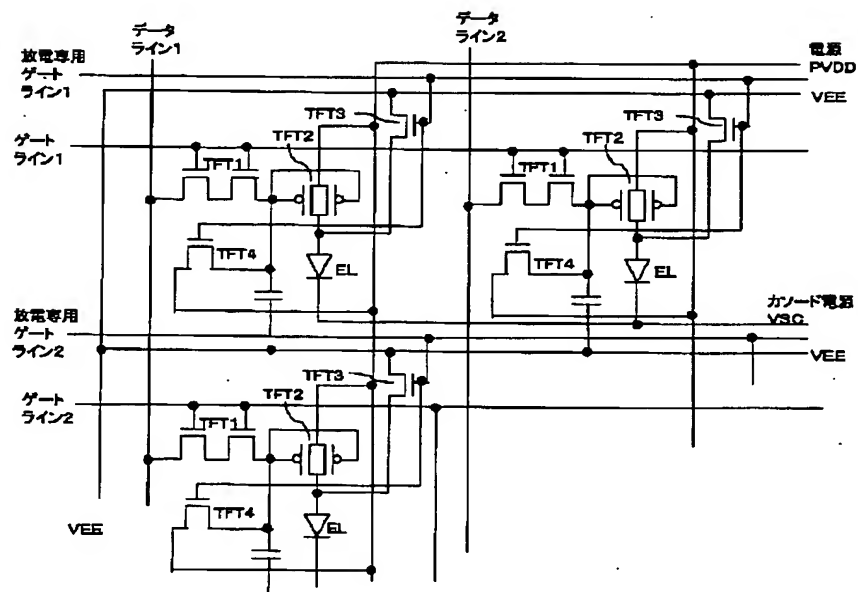 データ
ライン1
データ
ライン2
放電専用
ゲート
ライン1
電源
PVDD
VEE
TFT3
TFT3
TFT2
TFT2
ゲート
ライン1
TFT1
TFT1
TFT4
EL
TFT4
EL
放電専用
ゲート
ライン2
カソード電源
VSC
VEE
TFT3
ゲート
ライン2
TFT2
TFT1
TFT4
EL
VEE